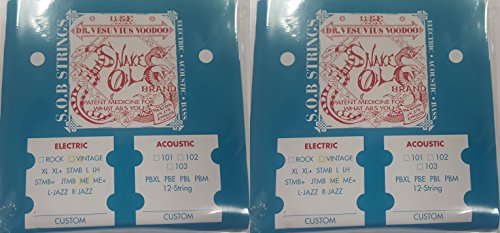 U.S.E
DR. VESUVIUS VOODOO
SNAKE
OIL
BRAND
PATENT MEDICINE FOR
WHAT AILS YOU
S.O.B STRINGS
ELECTRIC • ACOUSTIC • BASS
ELECTRIC
ROCK VINTAGE
XL XL+ STMB L LH
STMB+ JTMB ME ME+
L-JAZZ R-JAZZ
CUSTOM
ACOUSTIC
101 102
103
PBXL PBE PBL PBM
12-String
CUSTOM
U.S.E
DR. VESUVIUS VOODOO
SNAKE
OIL
BRAND
PATENT MEDICINE FOR
WHAT AILS YOU
S.O.B STRINGS
ELECTRIC • ACOUSTIC • BASS
ELECTRIC
ROCK VINTAGE
XL XL+ STMB L LH
STMB+ JTMB ME ME+
L-JAZZ R-JAZZ
CUSTOM
ACOUSTIC
101 102
103
PBXL PBE PBL PBM
12-String
CUSTOM